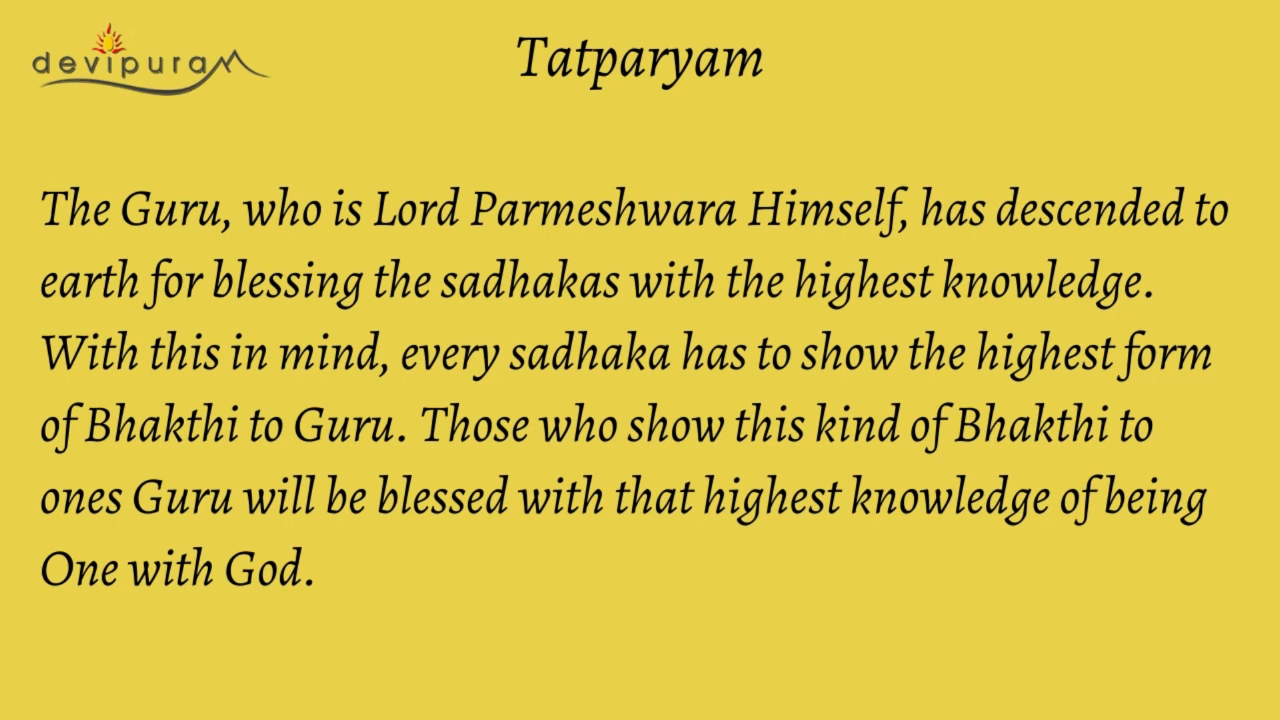 devipuram
Tatparyam
The Guru, who is Lord Parmeshwara Himself, has descended to
earth for blessing the sadhakas with the highest knowledge.
With this in mind, every sadhaka has to show the highest form
of Bhakthi to Guru. Those who show this kind of Bhakthi to
ones Guru will be blessed with that highest knowledge of being
One with God.